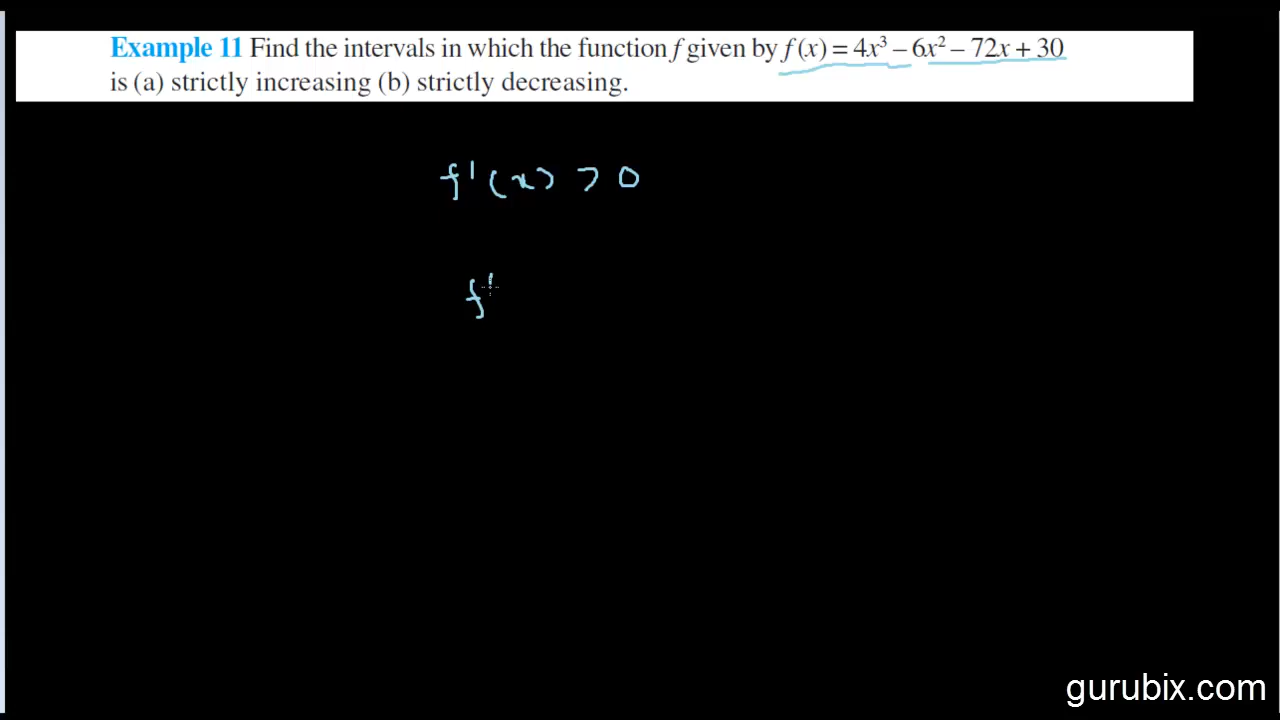 Example 11 Find the intervals in which the function f given by f (x) = 4x³ – 6x² – 72x + 30
is (a) strictly increasing (b) strictly decreasing.
f'(x) > 0
f'
gurubix.com